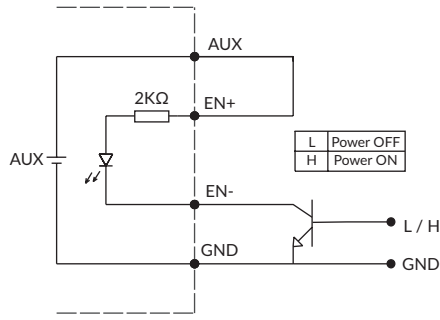 AUX
2KΩ
EN+
L Power OFF
H Power ON
AUX
EN-
L / H
GND
GND